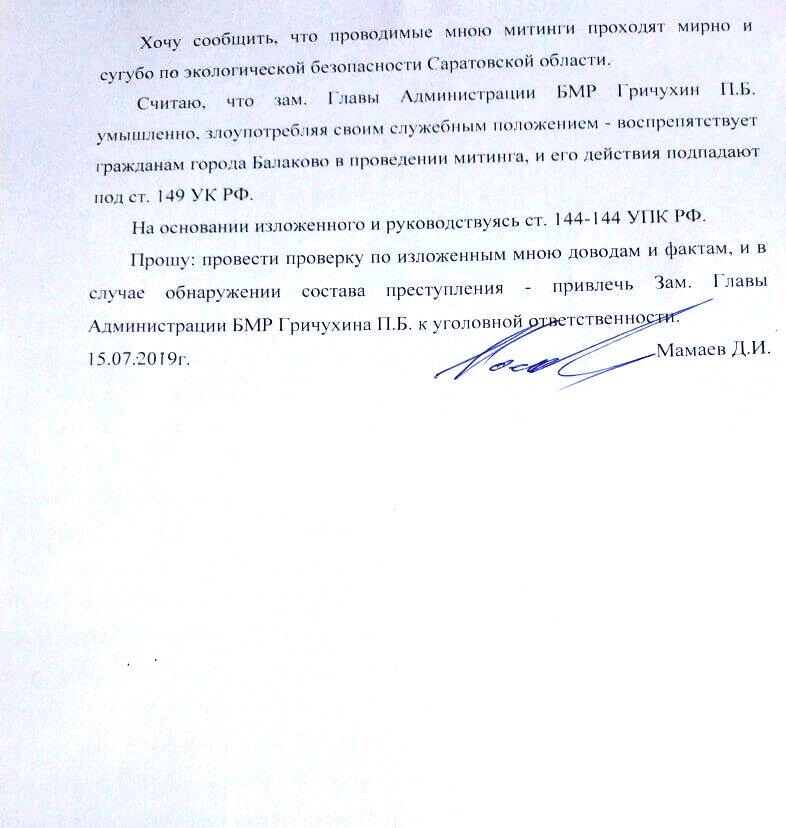 Хочу сообщить, что проводимые мною митинги проходят мирно и
сугубо по экологической безопасности Саратовской области.
Считаю, что зам. Главы Администрации БМР Гричухин П.Б.
умышленно, злоупотребляя своим служебным положением - воспрепятствует
гражданам города Балаково в проведении митинга, и его действия подпадают
под ст. 149 УК РФ.
На основании изложенного и руководствуясь ст. 144-144 УПК РФ.
Прошу: провести проверку по изложенным мною доводам и фактам, и в
случае обнаружении состава преступления - привлечь Зам. Главы
Администрации БМР Гричухина П.Б. к уголовной ответственности.
15.07.2019г.
Мамаев Д.И.